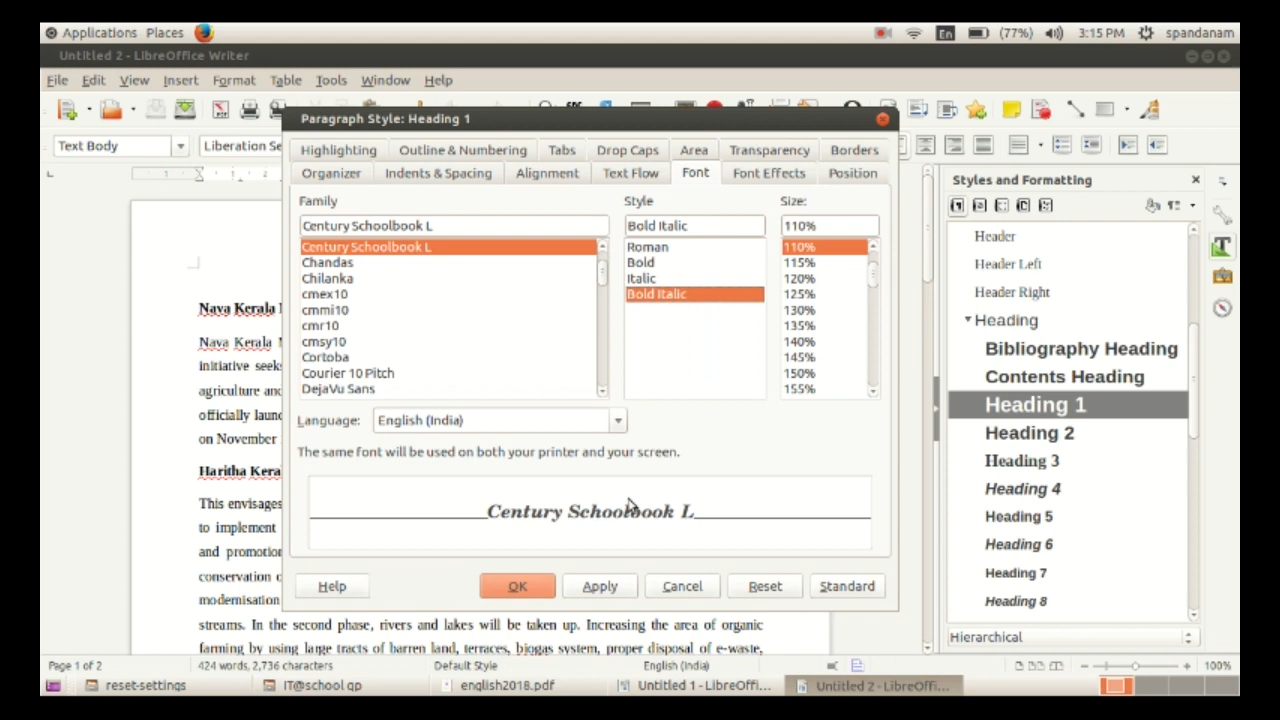 Applications Places En (77%) 3:15 PM spandanam
Untitled 2 - LibreOffice Writer
File Edit View Insert Format Table Tools Window Help
Paragraph Style: Heading 1
Text Body Liberation Se
Highlighting Outline & Numbering Tabs Drop Caps Area Transparency Borders
Organizer Indents & Spacing Alignment Text Flow Font Font Effects Position
Family Style Size:
Century Schoolbook L Bold Italic 110%
Century Schoolbook L Roman 110%
Chandas Bold 115%
Chilanka Italic 120%
cmex10 Bold Italic 125%
cmmi10 130%
cmr10 135%
cmsy10 140%
Cortoba 145%
Courier 10 Pitch 150%
DejaVu Sans 155%
Language: English (India)
The same font will be used on both your printer and your screen.
Century Schoolbook L
Help OK Apply Cancel Reset Standard
Nava Kerala
Nava Kerala
initiative seeks
agriculture and
officially launc
on November
Haritha Kera
This envisages
to implement
and promotion
conservation o
modernisation
streams. In the second phase, rivers and lakes will be taken up. Increasing the area of organic
farming by using large tracts of barren land, terraces, biogas system, proper disposal of e-waste,
Styles and Formatting
Header
Header Left
Header Right
Heading
Bibliography Heading
Contents Heading
Heading 1
Heading 2
Heading 3
Heading 4
Heading 5
Heading 6
Heading 7
Heading 8
Hierarchical
Page 1 of 2 424 words, 2,736 characters Default Style English (India) 100%
reset-settings IT@school qp english2018.pdf Untitled 1 - LibreOffi... Untitled 2 - LibreOffi...